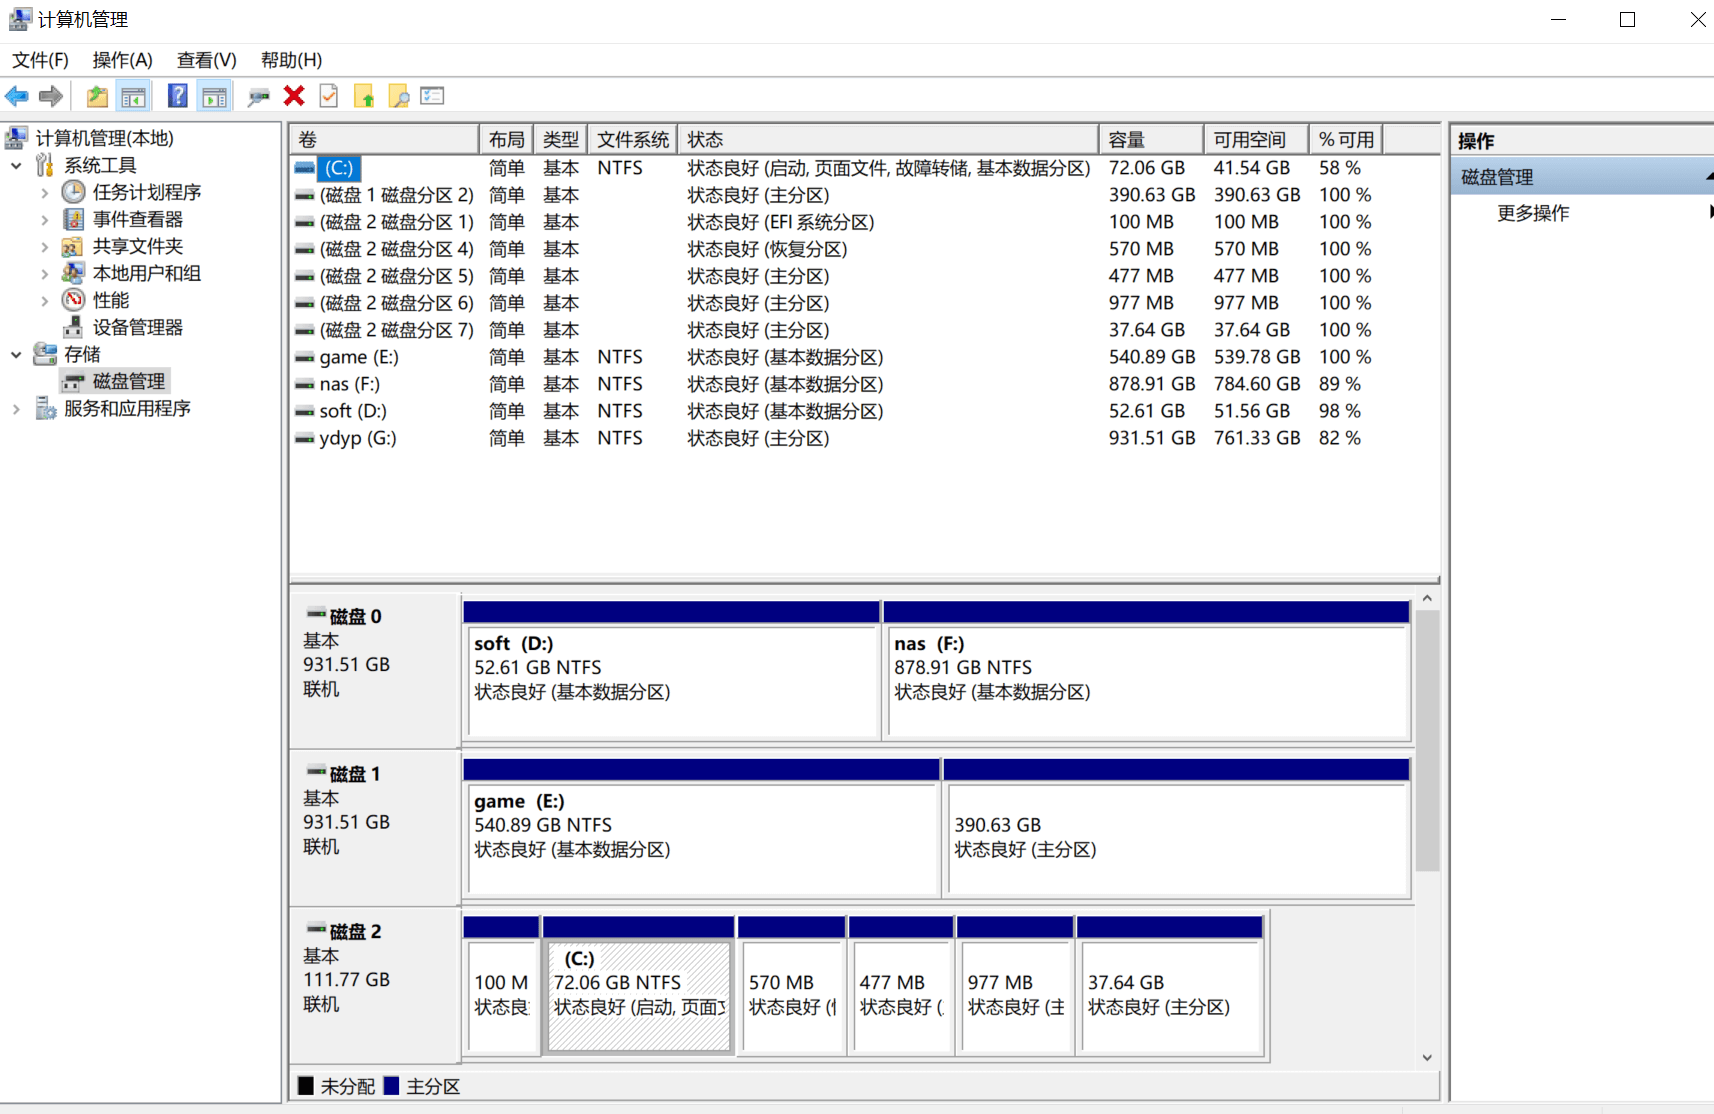 计算机管理
文件(F) 操作(A) 查看(V) 帮助(H)
计算机管理(本地)
系统工具
任务计划程序
事件查看器
共享文件夹
本地用户和组
性能
设备管理器
存储
磁盘管理
服务和应用程序
卷 布局 类型 文件系统 状态 容量 可用空间 % 可用
(C:) 简单 基本 NTFS 状态良好 (启动, 页面文件, 故障转储, 基本数据分区) 72.06 GB 41.54 GB 58 %
(磁盘 1 磁盘分区 2) 简单 基本 状态良好 (主分区) 390.63 GB 390.63 GB 100 %
(磁盘 2 磁盘分区 1) 简单 基本 状态良好 (EFI 系统分区) 100 MB 100 MB 100 %
(磁盘 2 磁盘分区 4) 简单 基本 状态良好 (恢复分区) 570 MB 570 MB 100 %
(磁盘 2 磁盘分区 5) 简单 基本 状态良好 (主分区) 477 MB 477 MB 100 %
(磁盘 2 磁盘分区 6) 简单 基本 状态良好 (主分区) 977 MB 977 MB 100 %
(磁盘 2 磁盘分区 7) 简单 基本 状态良好 (主分区) 37.64 GB 37.64 GB 100 %
game (E:) 简单 基本 NTFS 状态良好 (基本数据分区) 540.89 GB 539.78 GB 100 %
nas (F:) 简单 基本 NTFS 状态良好 (基本数据分区) 878.91 GB 784.60 GB 89 %
soft (D:) 简单 基本 NTFS 状态良好 (基本数据分区) 52.61 GB 51.56 GB 98 %
ydyp (G:) 简单 基本 NTFS 状态良好 (主分区) 931.51 GB 761.33 GB 82 %
磁盘 0
基本
931.51 GB
联机
soft (D:)
52.61 GB NTFS
状态良好 (基本数据分区)
nas (F:)
878.91 GB NTFS
状态良好 (基本数据分区)
磁盘 1
基本
931.51 GB
联机
game (E:)
540.89 GB NTFS
状态良好 (基本数据分区)
390.63 GB
状态良好 (主分区)
磁盘 2
基本
111.77 GB
联机
100 M
状态良
(C:)
72.06 GB NTFS
状态良好 (启动, 页面
570 MB
状态良好 (
477 MB
状态良好 (
977 MB
状态良好 (主
37.64 GB
状态良好 (主分区)
未分配 主分区
操作
磁盘管理
更多操作